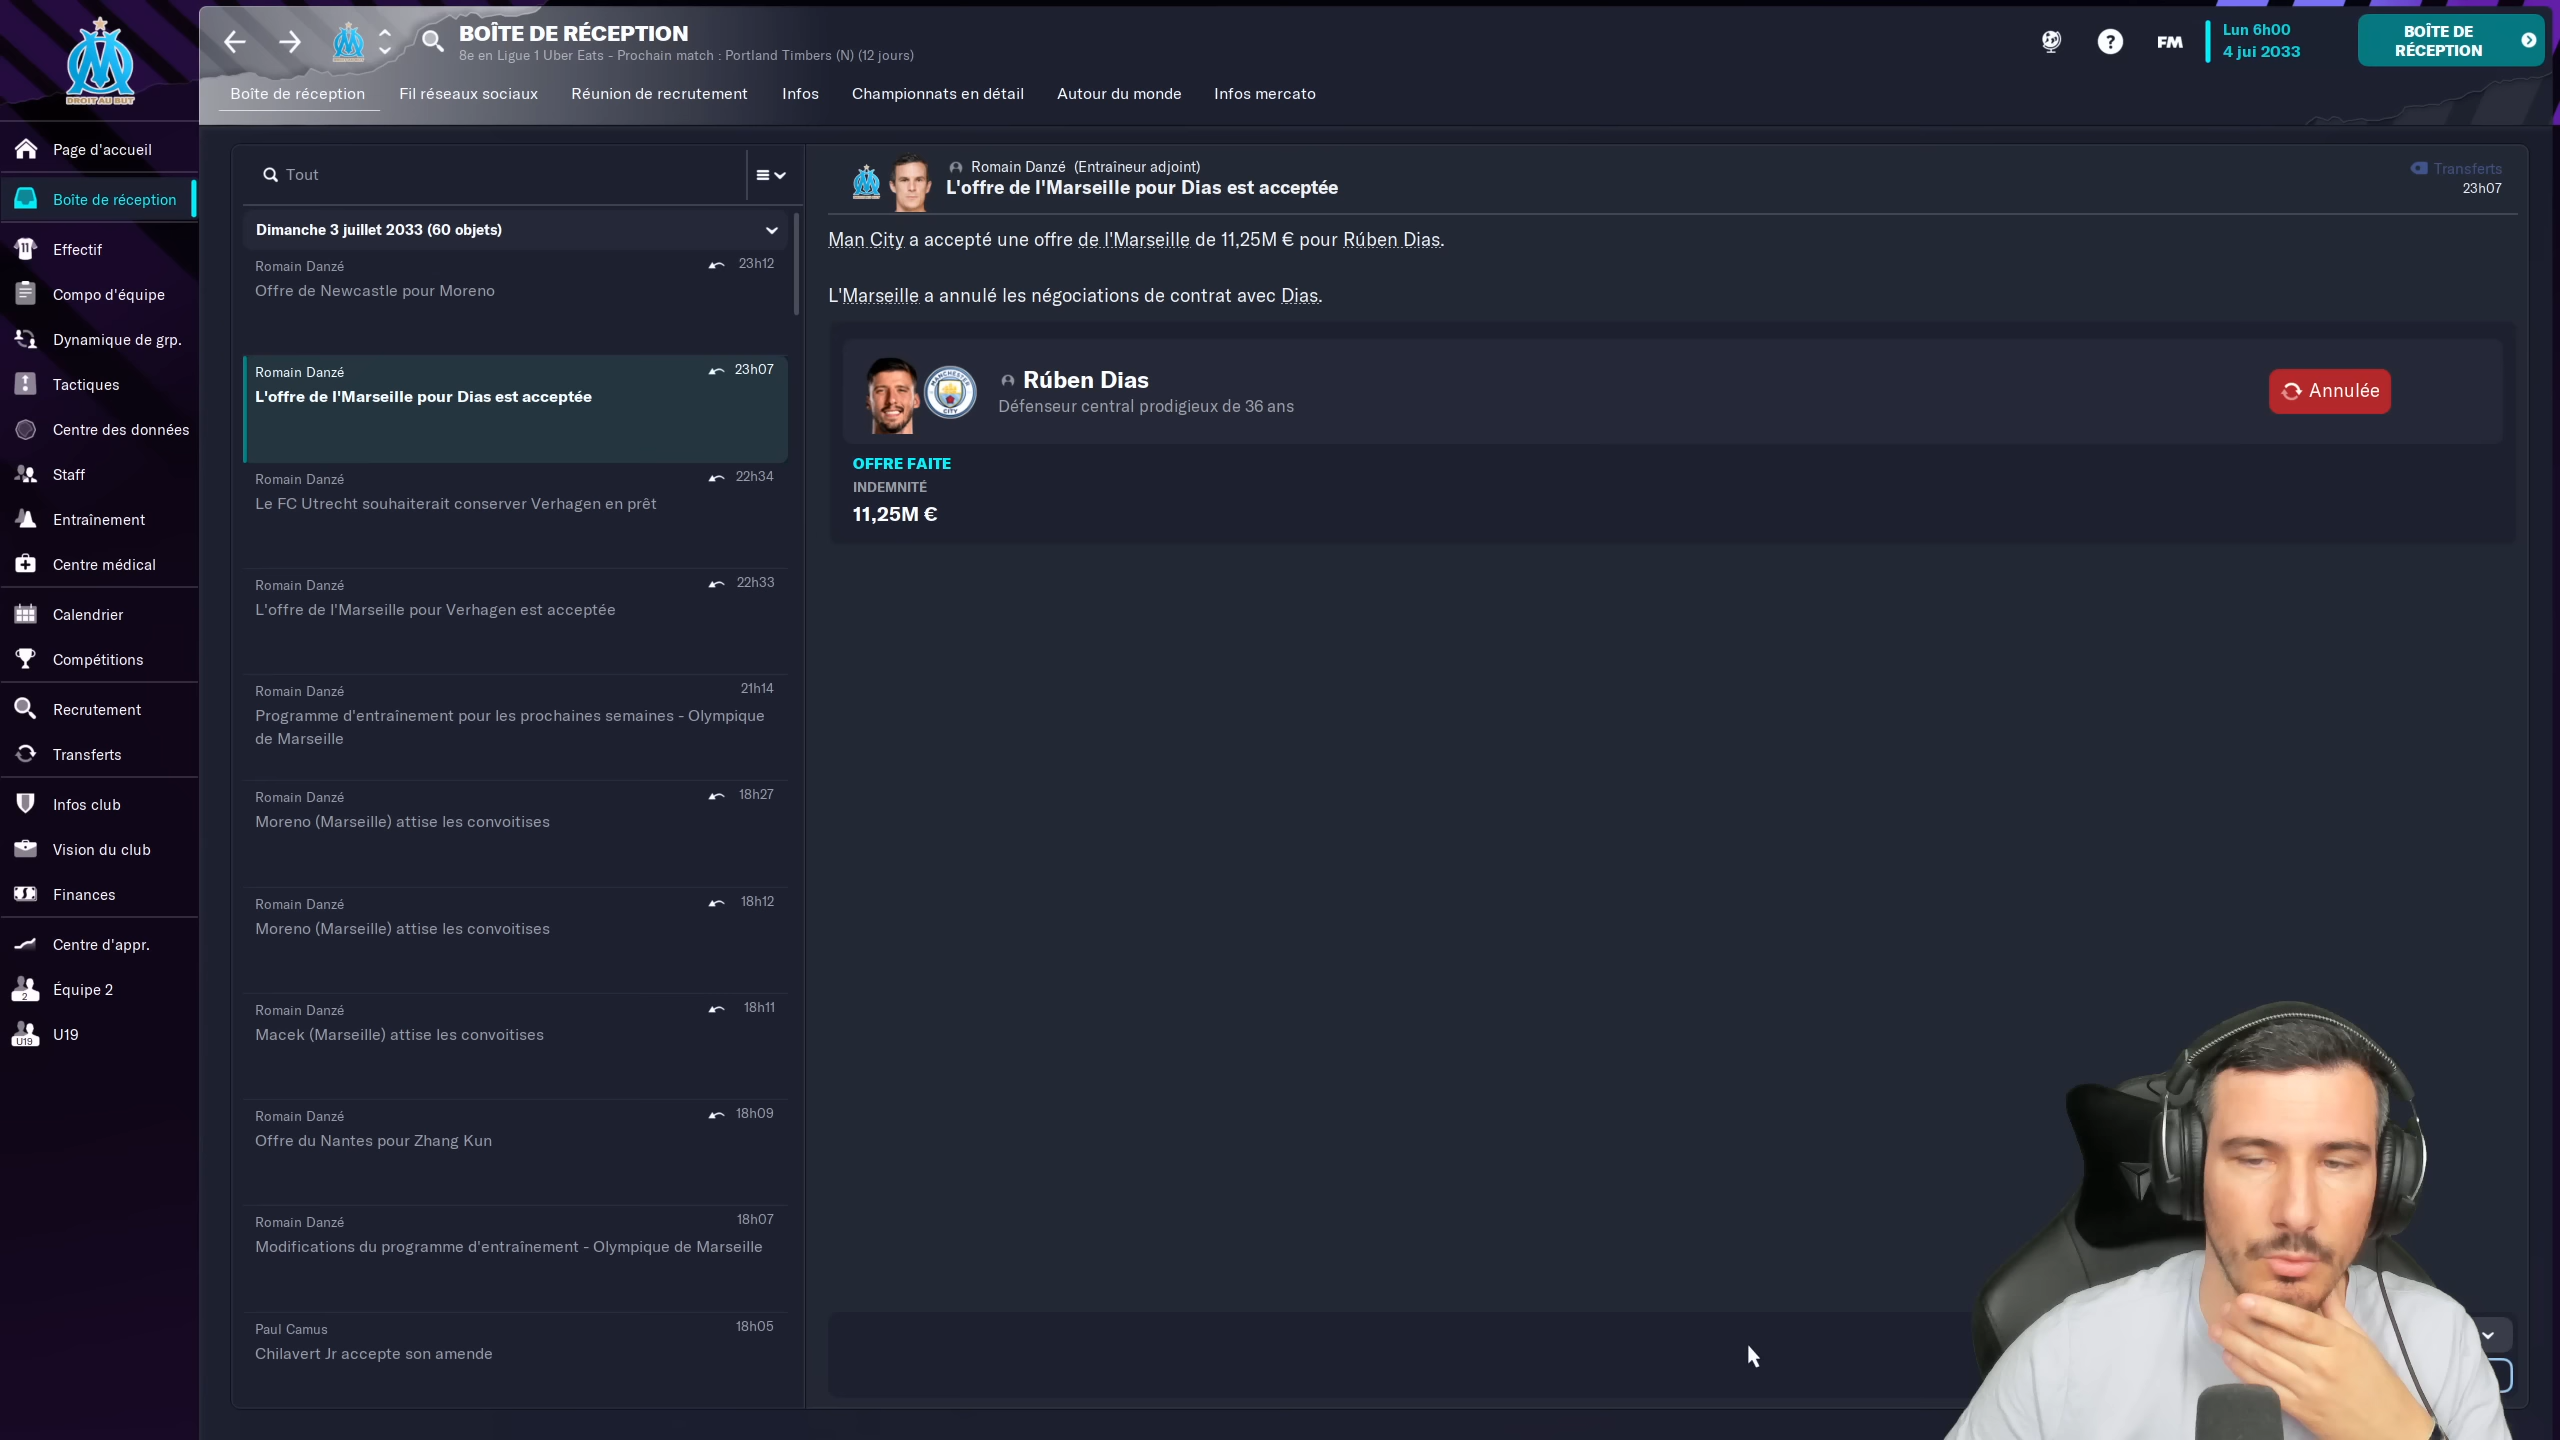 DROIT AU BUT
BOÎTE DE RÉCEPTION
8e en Ligue 1 Uber Eats - Prochain match : Portland Timbers (N) (12 jours)
FM
Lun 6h00
4 jui 2033
BOÎTE DE
RÉCEPTION
Boîte de réception
Fil réseaux sociaux
Réunion de recrutement
Infos
Championnats en détail
Autour du monde
Infos mercato
Page d'accueil
Boîte de réception
Effectif
Compo d'équipe
Dynamique de grp.
Tactiques
Centre des données
Staff
Entraînement
Centre médical
Calendrier
Compétitions
Recrutement
Transferts
Infos club
Vision du club
Finances
Centre d'appr.
2
Équipe 2
U19
U19
Tout
Dimanche 3 juillet 2033 (60 objets)
Romain Danzé
23h12
Offre de Newcastle pour Moreno
Romain Danzé
23h07
L'offre de l'Marseille pour Dias est acceptée
Romain Danzé
22h34
Le FC Utrecht souhaiterait conserver Verhagen en prêt
Romain Danzé
22h33
L'offre de l'Marseille pour Verhagen est acceptée
Romain Danzé
21h14
Programme d'entraînement pour les prochaines semaines - Olympique
de Marseille
Romain Danzé
18h27
Moreno (Marseille) attise les convoitises
Romain Danzé
18h12
Moreno (Marseille) attise les convoitises
Romain Danzé
18h11
Macek (Marseille) attise les convoitises
Romain Danzé
18h09
Offre du Nantes pour Zhang Kun
Romain Danzé
18h07
Modifications du programme d'entraînement - Olympique de Marseille
Paul Camus
18h05
Chilavert Jr accepte son amende
Romain Danzé (Entraîneur adjoint)
L'offre de l'Marseille pour Dias est acceptée
Transferts
23h07
Man City a accepté une offre de l'Marseille de 11,25M € pour Rúben Dias.
L'Marseille a annulé les négociations de contrat avec Dias.
MANCHESTER
CITY
Rúben Dias
Défenseur central prodigieux de 36 ans
Annulée
OFFRE FAITE
INDEMNITÉ
11,25M €